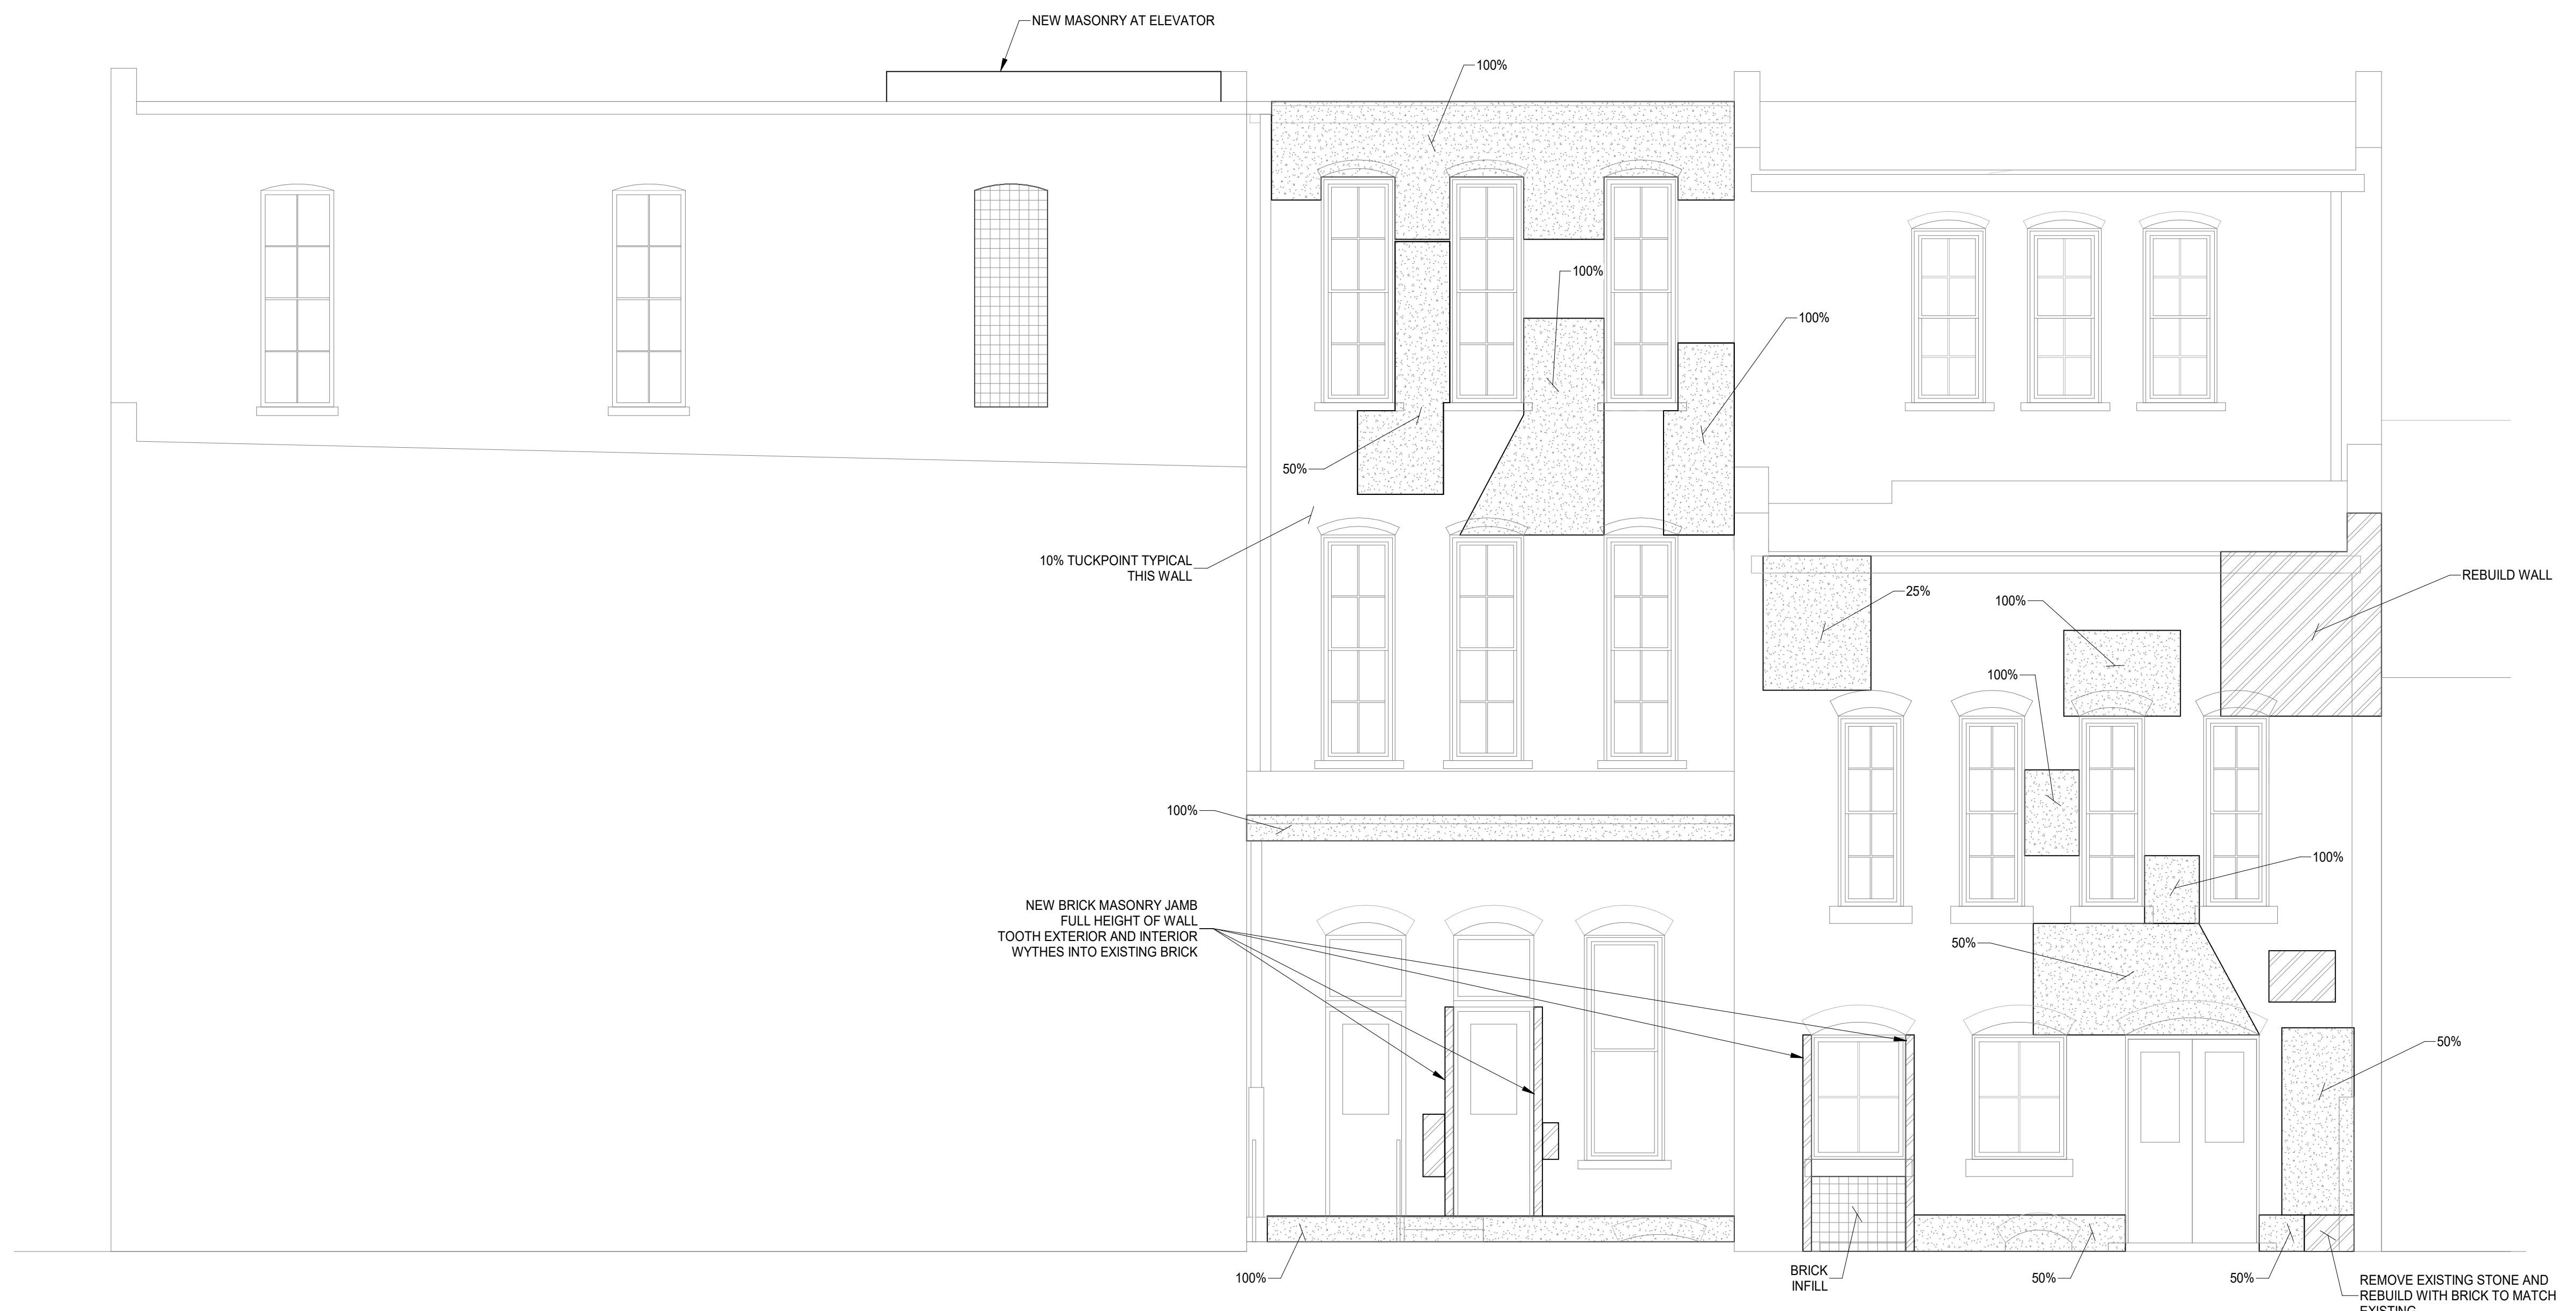 NEW MASONRY AT ELEVATOR
100%
100%
100%
50%
10% TUCKPOINT TYPICAL
THIS WALL
REBUILD WALL
25%
100%
100%
100%
100%
NEW BRICK MASONRY JAMB
FULL HEIGHT OF WALL
TOOTH EXTERIOR AND INTERIOR
WYTHES INTO EXISTING BRICK
50%
50%
100%
BRICK
INFILL
50%
50%
REMOVE EXISTING STONE AND
REBUILD WITH BRICK TO MATCH
EXISTING